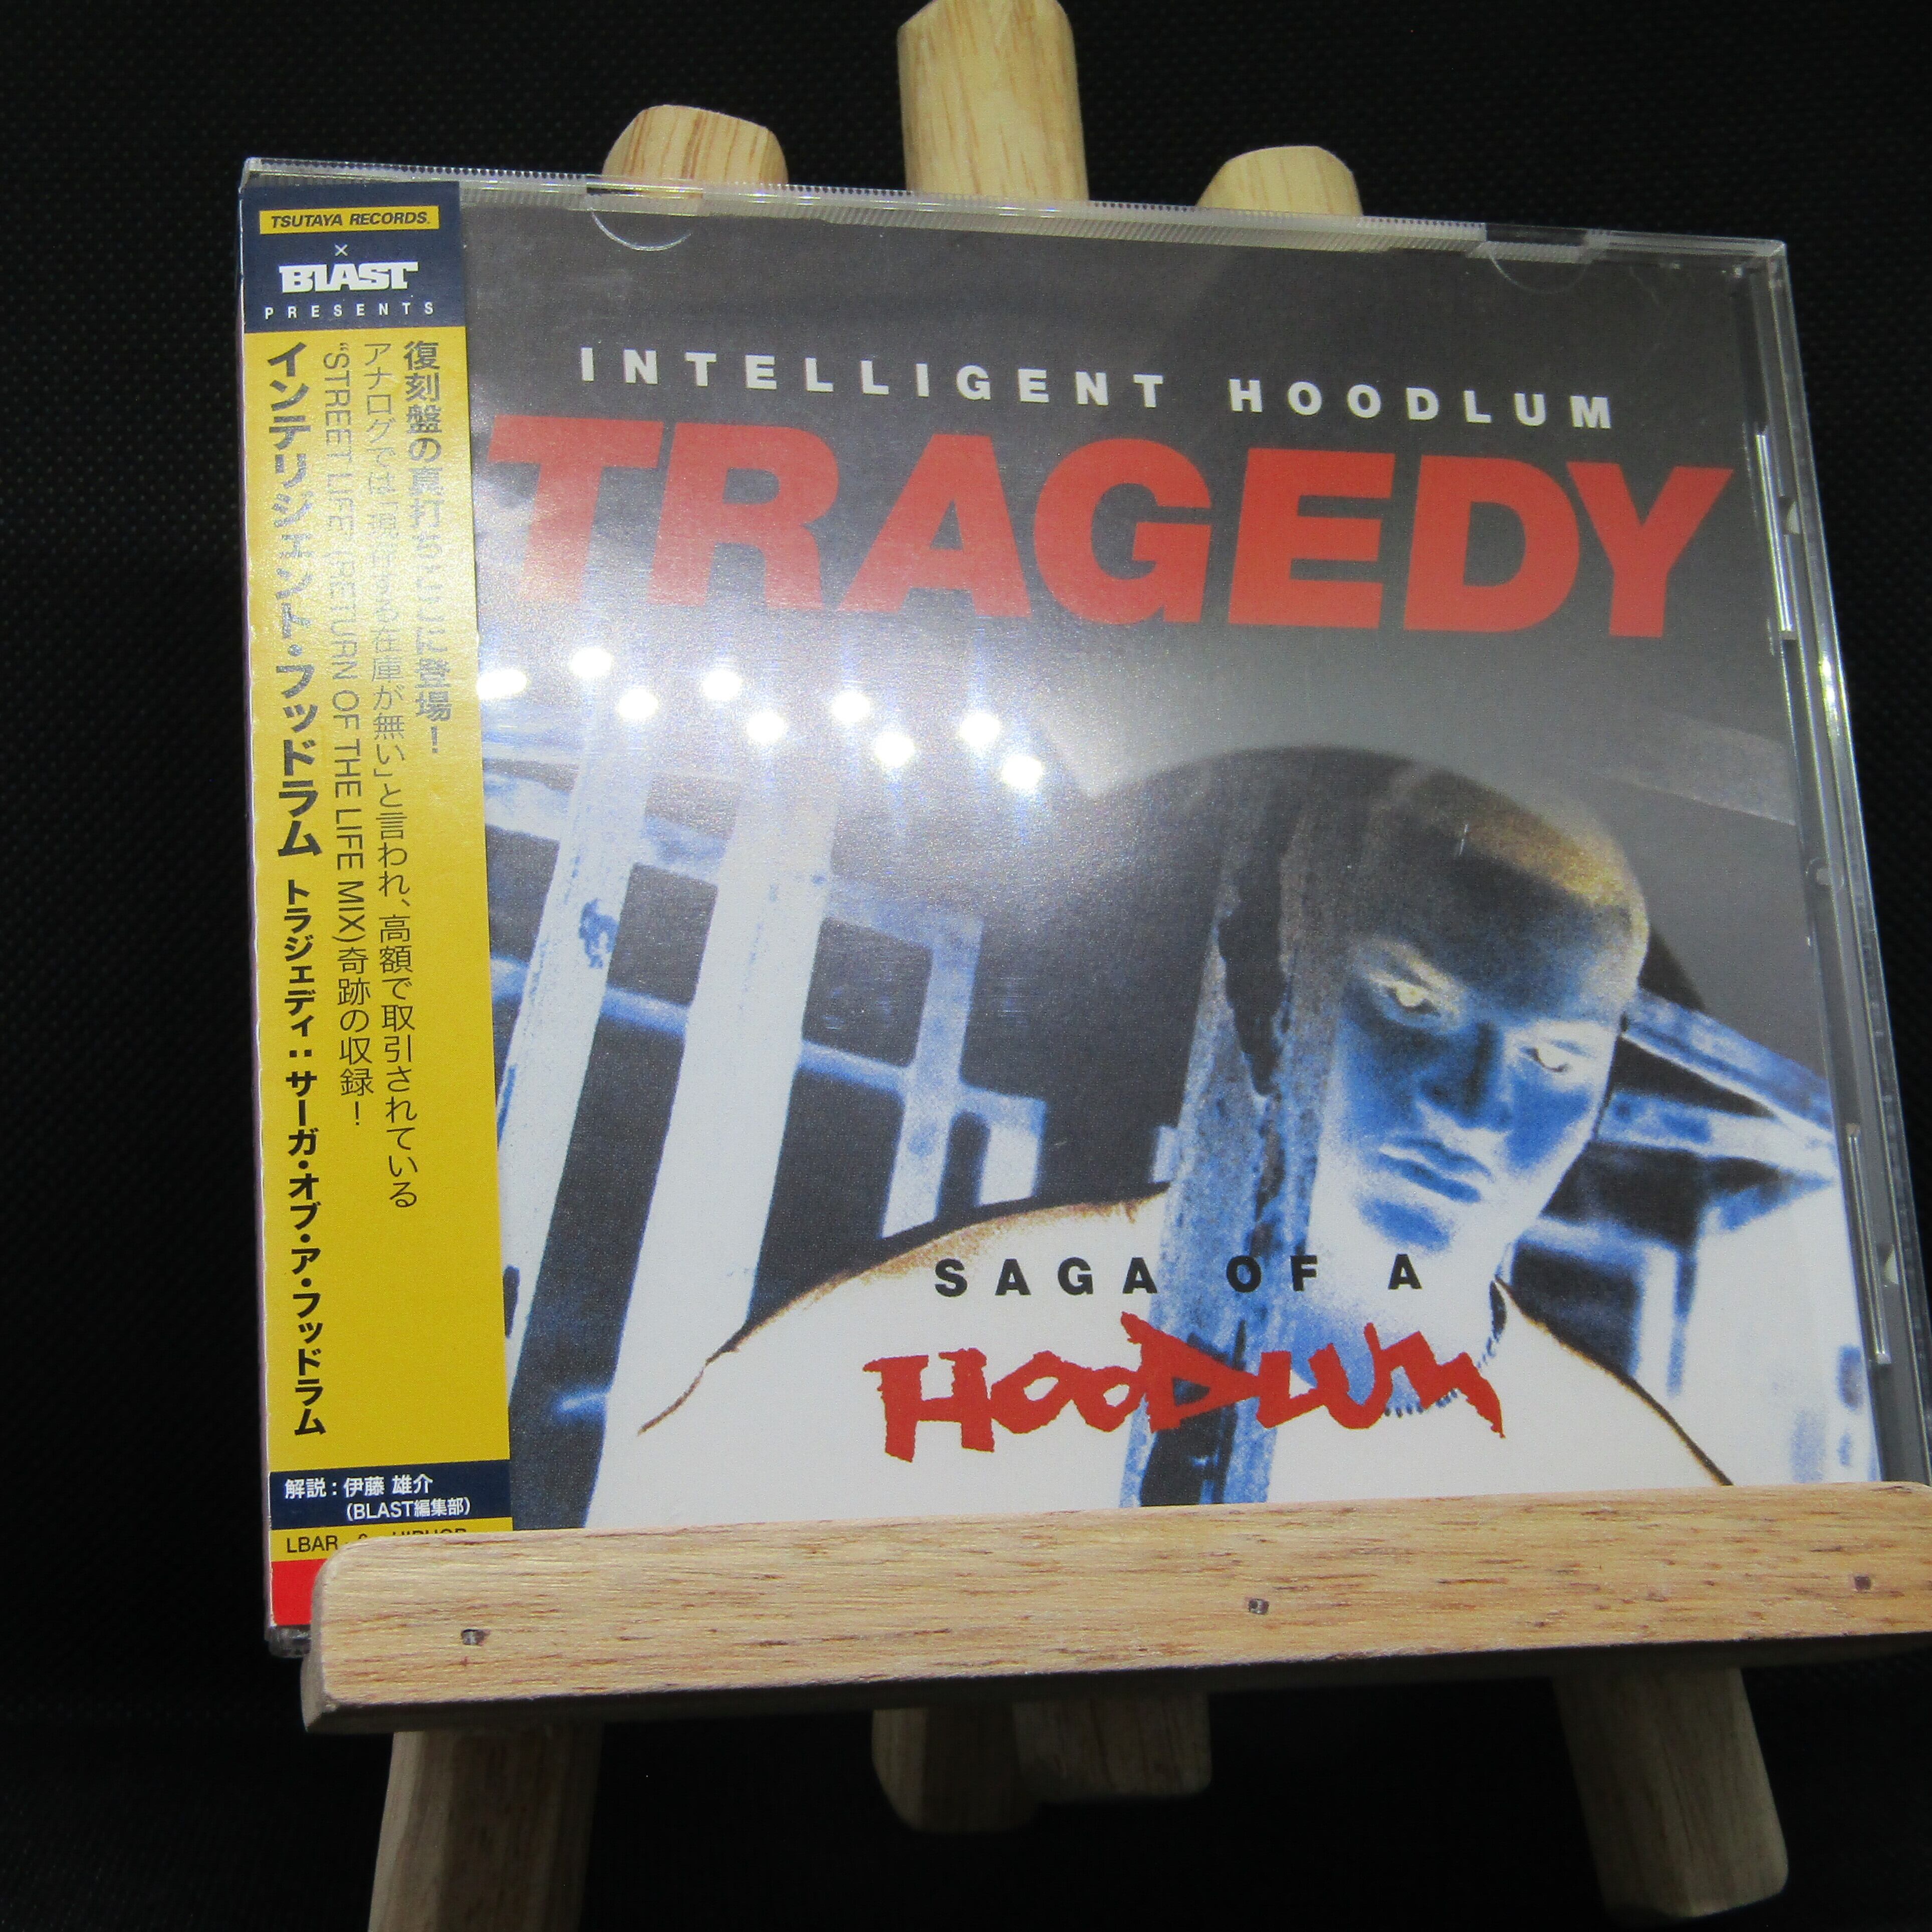 TSUTAYA RECORDS.
×
BLAST
PRESENTS
復刻盤の真打ちここに登場！
アナログでは「現存する在庫が無い」と言われ、高額で取引されている
"STREET LIFE" (RETURN OF THE LIFE MIX)奇跡の収録！
インテリジェント・フッドラム トラジェディ：サーガ・オブ・ア・フッドラム
解説：伊藤 雄介
(BLAST編集部)
LBAR
INTELLIGENT HOODLUM
TRAGEDY
SAGA OF A
HOODLUM